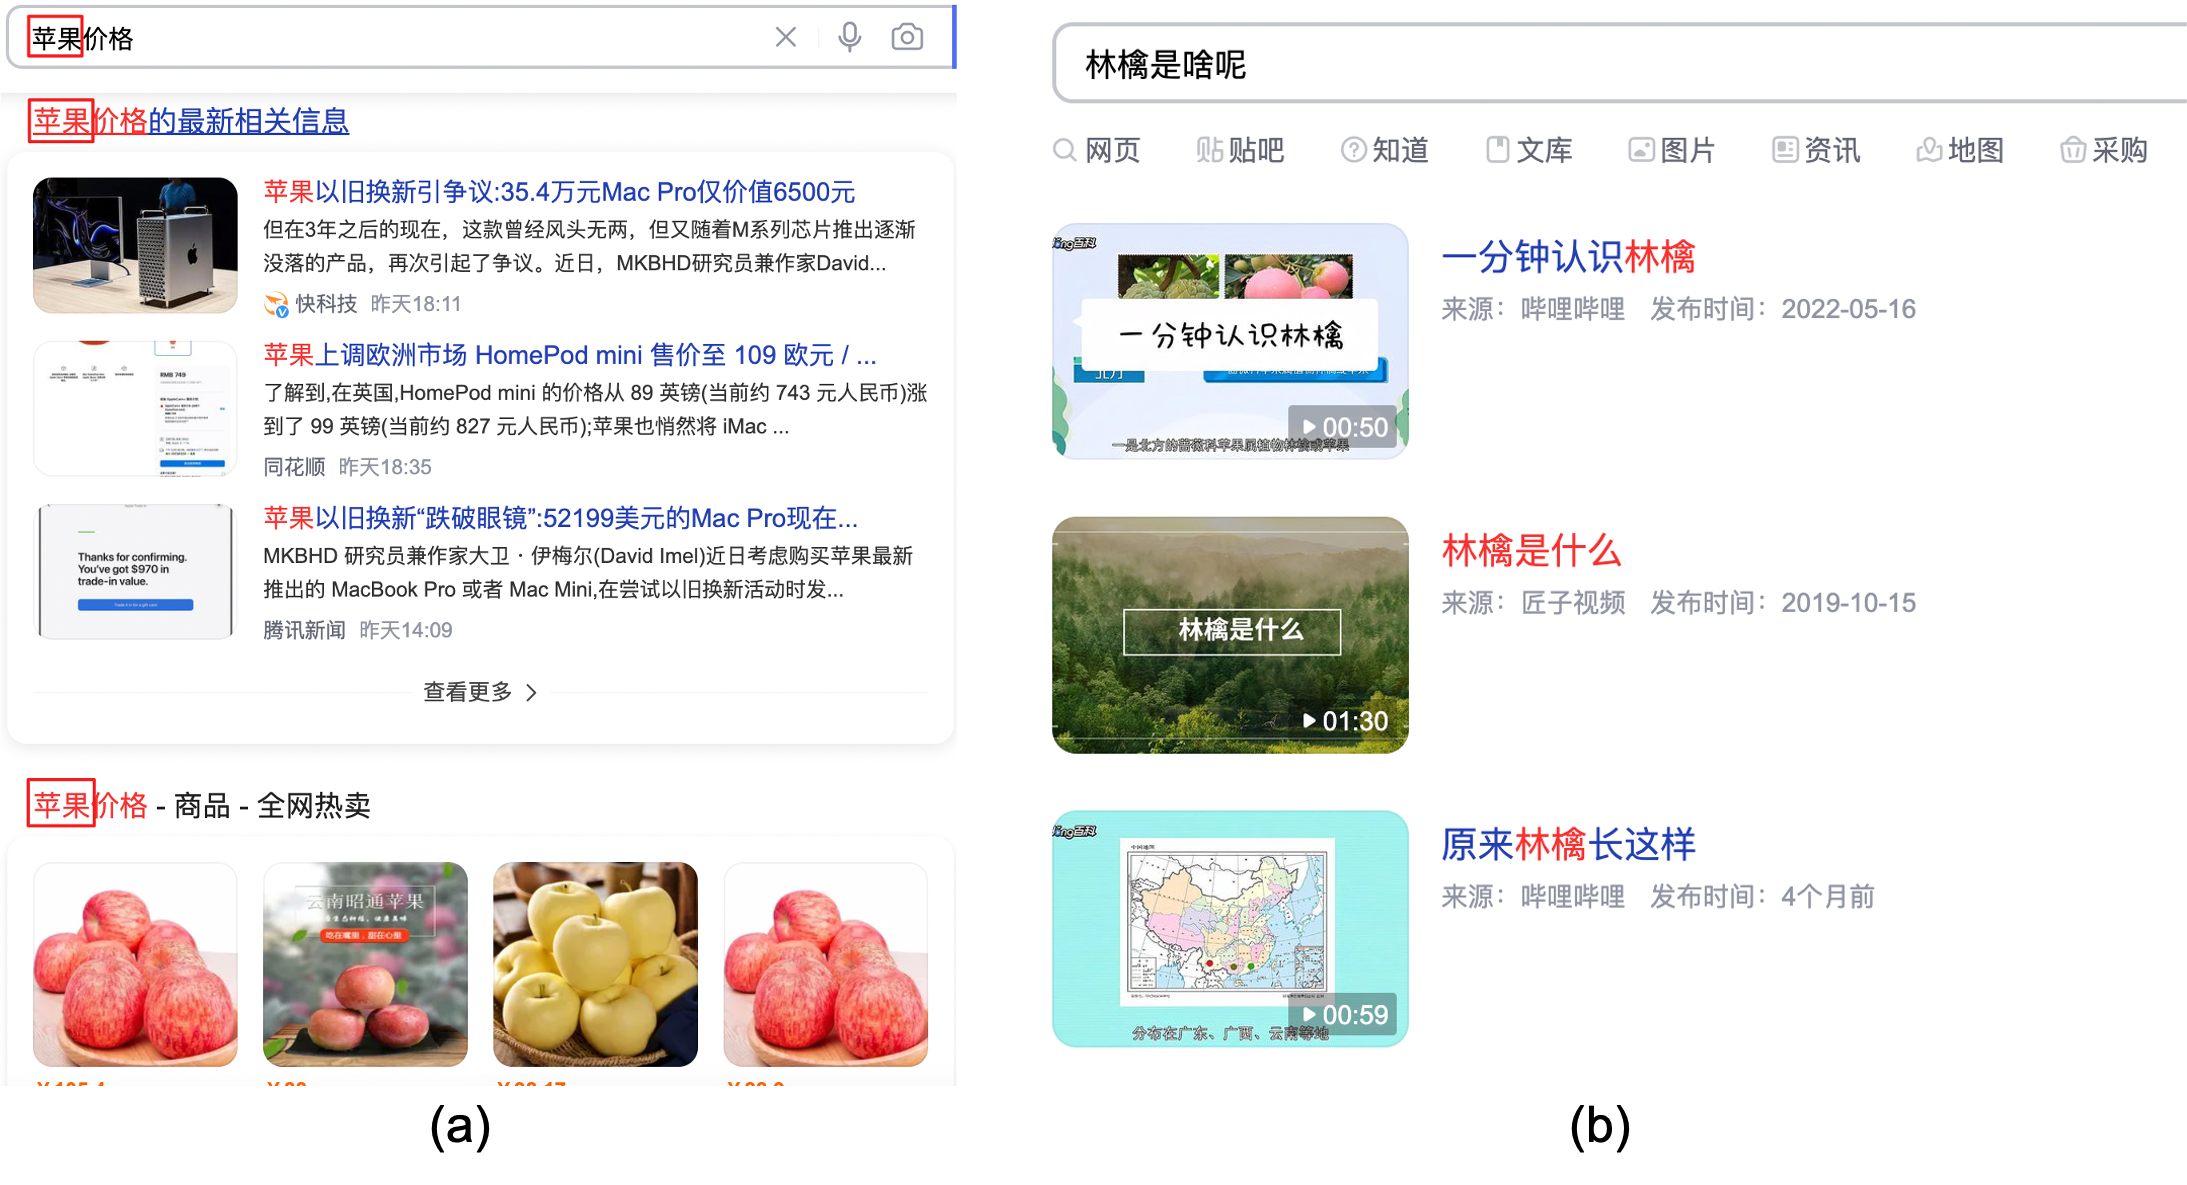 苹果价格
苹果价格的最新相关信息
苹果以旧换新引争议:35.4万元Mac Pro仅价值6500元
但在3年之后的现在，这款曾经风头无两，但又随着M系列芯片推出逐渐
没落的产品，再次引起了争议。近日，MKBHD研究员兼作家David...
快科技 昨天18:11
苹果上调欧洲市场 HomePod mini 售价至 109 欧元 / ...
了解到,在英国,HomePod mini 的价格从 89 英镑(当前约 743 元人民币)涨
到了 99 英镑(当前约 827 元人民币);苹果也悄然将 iMac ...
同花顺 昨天18:35
RMB 749
苹果以旧换新“跌破眼镜”:52199美元的Mac Pro现在...
MKBHD 研究员兼作家大卫 · 伊梅尔(David Imel)近日考虑购买苹果最新
推出的 MacBook Pro 或者 Mac Mini,在尝试以旧换新活动时发...
腾讯新闻 昨天14:09
Thanks for confirming.
You've got $970 in
trade-in value.
查看更多
苹果价格 - 商品 - 全网热卖
云南昭通苹果
吃在嘴里，甜在心里
(a)
林檎是啥呢
网页 贴贴吧 知道 文库 图片 资讯 地图 采购
一分钟认识林檎
00:50
一是北方的蔷薇科苹果属植物林檎或苹果
一分钟认识林檎
来源：哔哩哔哩 发布时间：2022-05-16
林檎是什么
01:30
林檎是什么
来源：匠子视频 发布时间：2019-10-15
分布在广东、广西、云南等地
00:59
原来林檎长这样
来源：哔哩哔哩 发布时间：4个月前
(b)